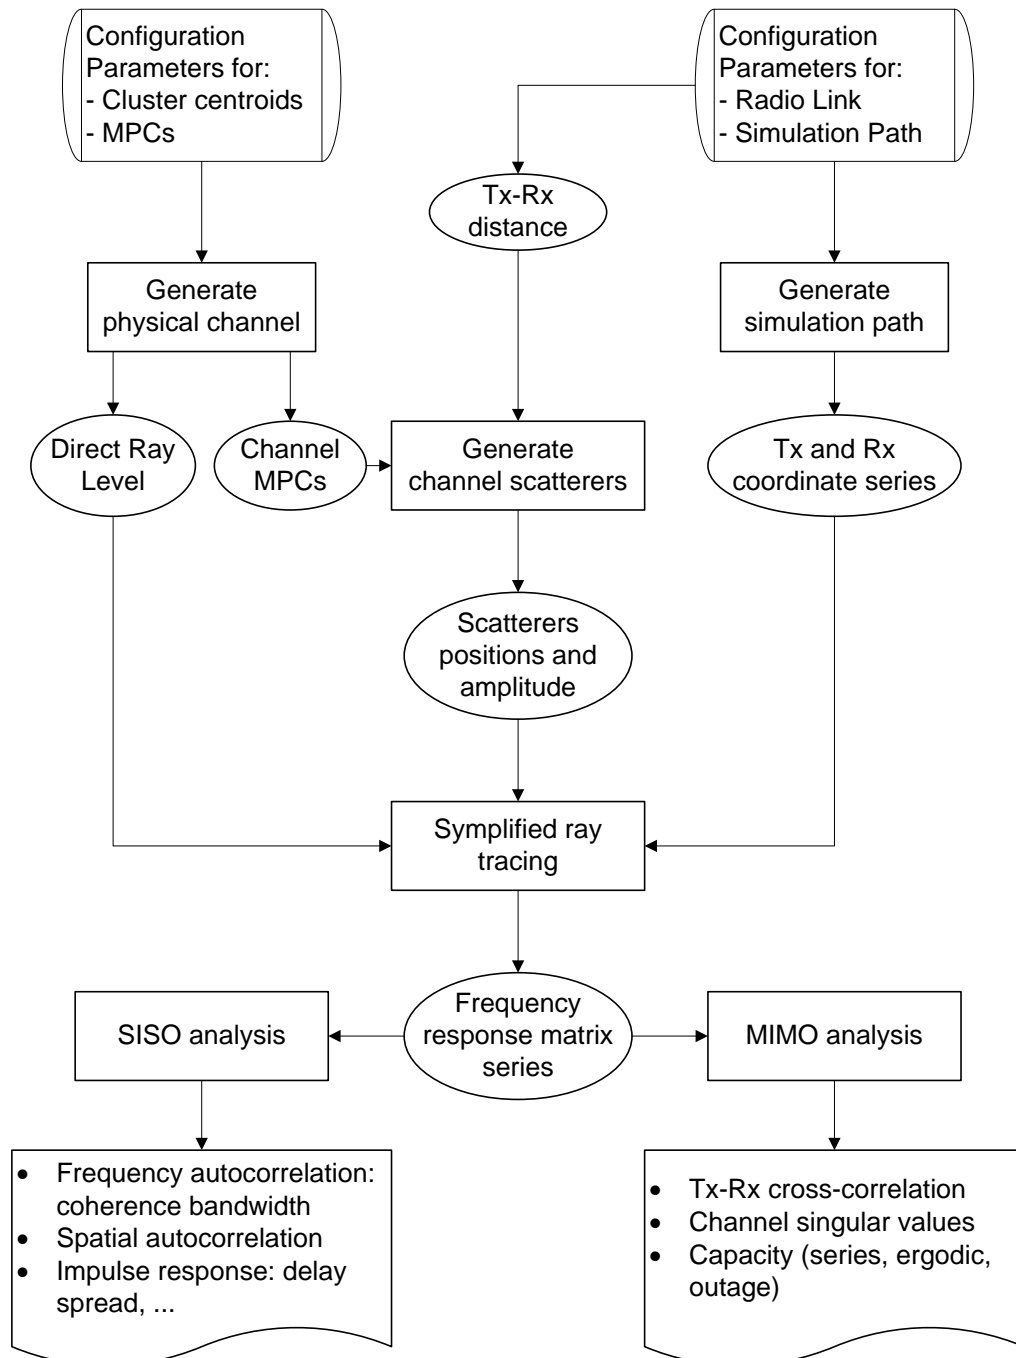 Configuration
Parameters for:
- Cluster centroids
- MPCs
Configuration
Parameters for:
- Radio Link
- Simulation Path
Tx-Rx
distance
Generate
physical channel
Generate
simulation path
Direct Ray
Level
Channel
MPCs
Generate
channel scatterers
Tx and Rx
coordinate series
Scatterers
positions and
amplitude
Symplified ray
tracing
SISO analysis
Frequency
response matrix
series
MIMO analysis
• Frequency autocorrelation:
coherence bandwidth
• Spatial autocorrelation
• Impulse response: delay
spread, ...
• Tx-Rx cross-correlation
• Channel singular values
• Capacity (series, ergodic,
outage)